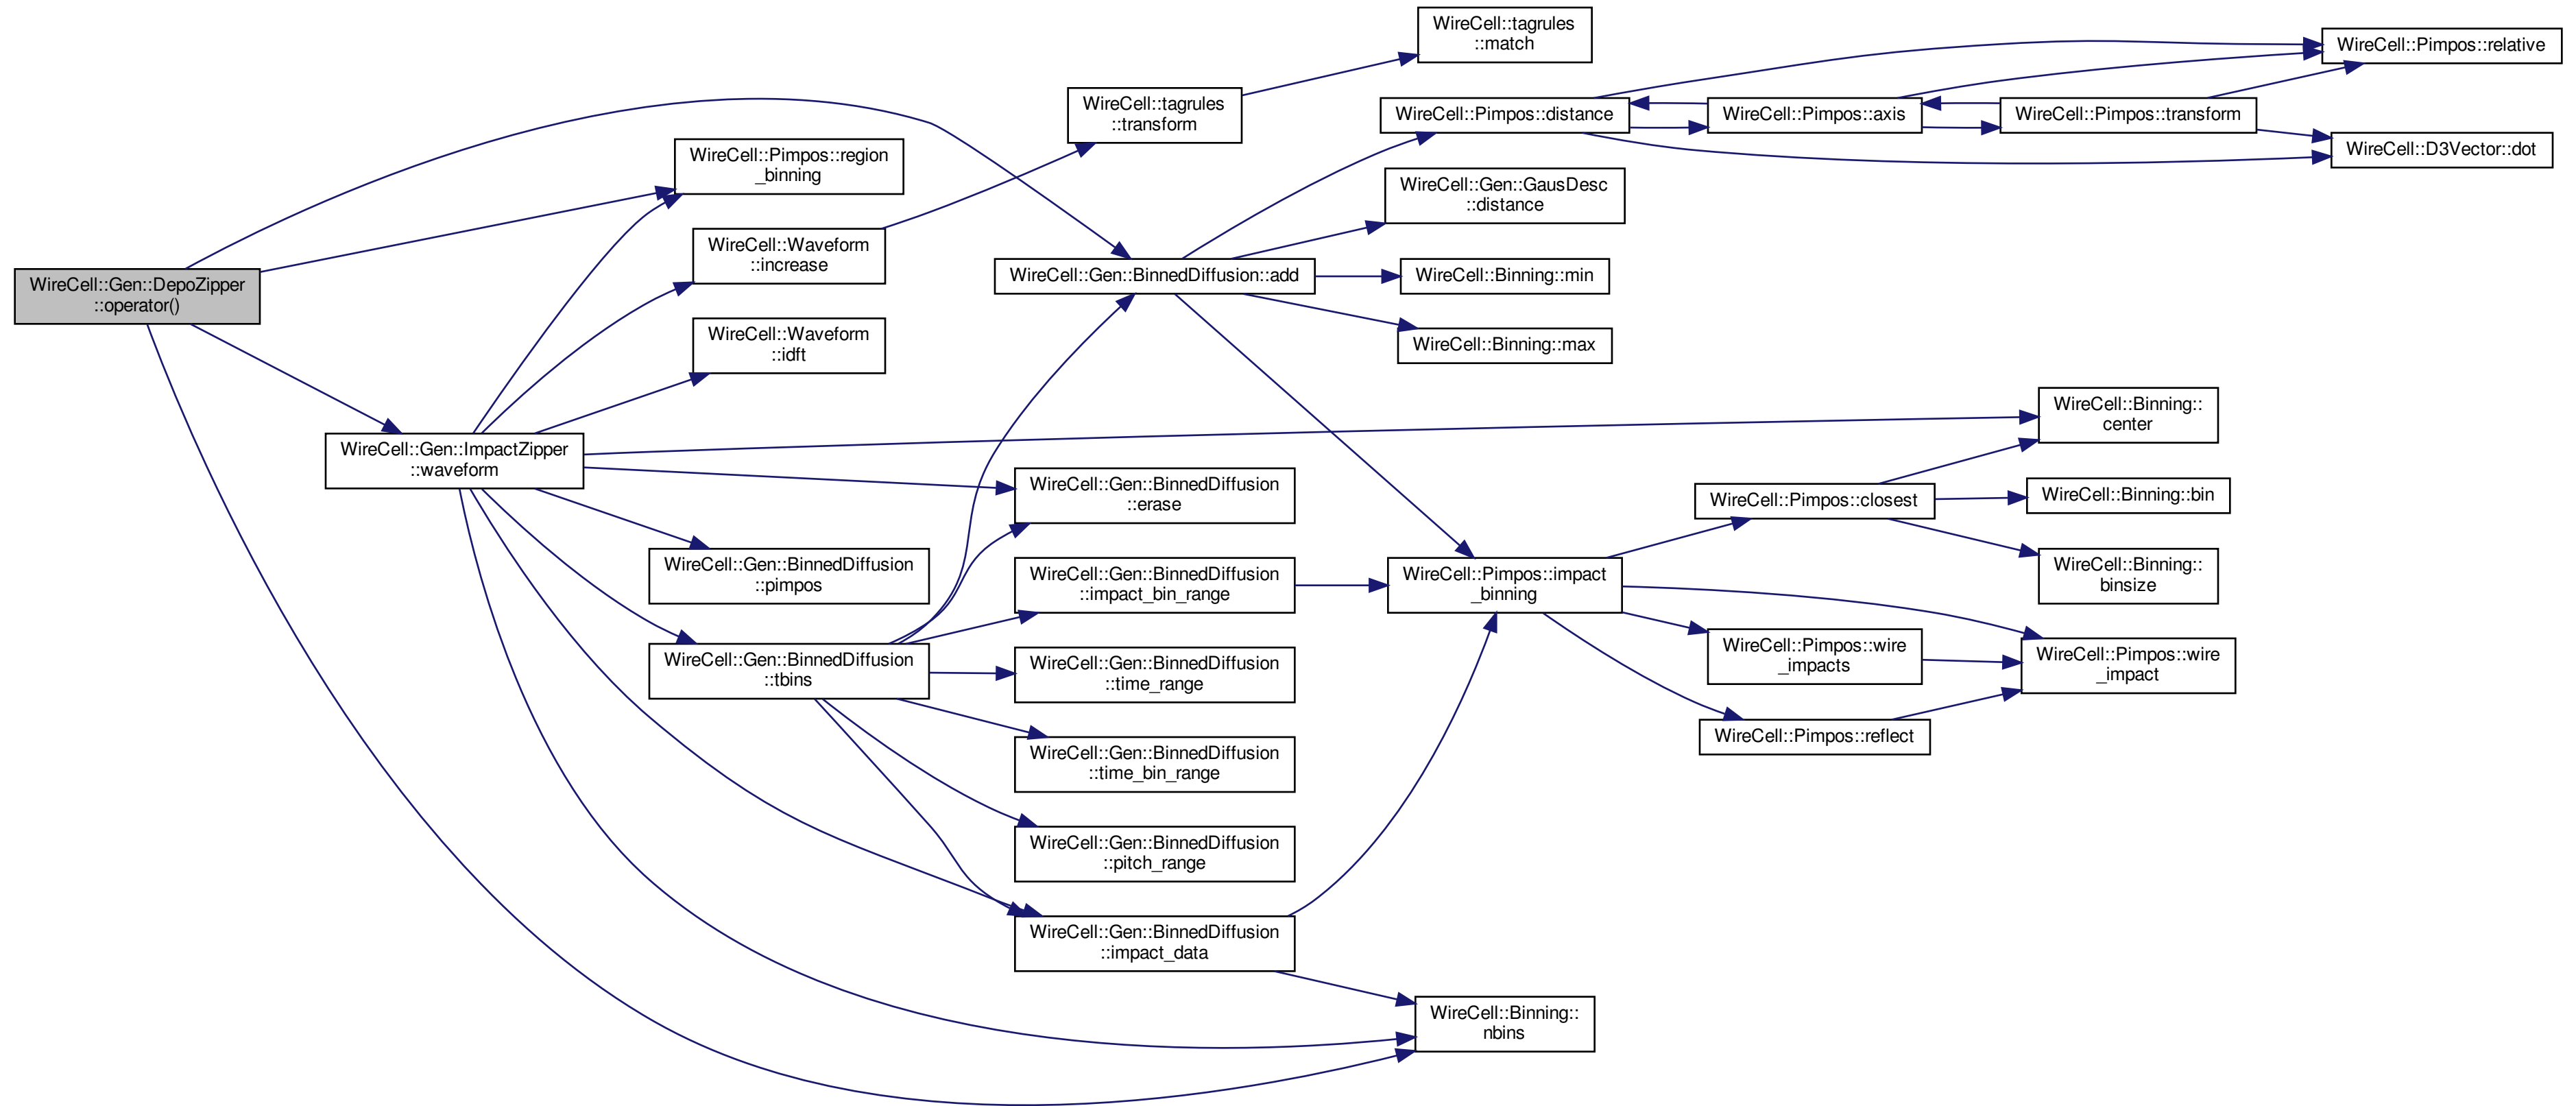 WireCell::Gen::DepoZipper
::operator()
WireCell::Pimpos::region
_binning
WireCell::Waveform
::increase
WireCell::Waveform
::idft
WireCell::Gen::ImpactZipper
::waveform
WireCell::Gen::BinnedDiffusion
::pimpos
WireCell::Gen::BinnedDiffusion
::tbins
WireCell::tagrules
::transform
WireCell::Gen::BinnedDiffusion::add
WireCell::Gen::BinnedDiffusion
::erase
WireCell::Gen::BinnedDiffusion
::impact_bin_range
WireCell::Gen::BinnedDiffusion
::time_range
WireCell::Gen::BinnedDiffusion
::time_bin_range
WireCell::Gen::BinnedDiffusion
::pitch_range
WireCell::Gen::BinnedDiffusion
::impact_data
WireCell::tagrules
::match
WireCell::Pimpos::distance
WireCell::Gen::GausDesc
::distance
WireCell::Binning::min
WireCell::Binning::max
WireCell::Pimpos::impact
_binning
WireCell::Binning::
nbins
WireCell::Pimpos::axis
WireCell::Pimpos::closest
WireCell::Pimpos::wire
_impacts
WireCell::Pimpos::reflect
WireCell::Pimpos::transform
WireCell::Binning::
center
WireCell::Binning::bin
WireCell::Binning::
binsize
WireCell::Pimpos::wire
_impact
WireCell::Pimpos::relative
WireCell::D3Vector::dot